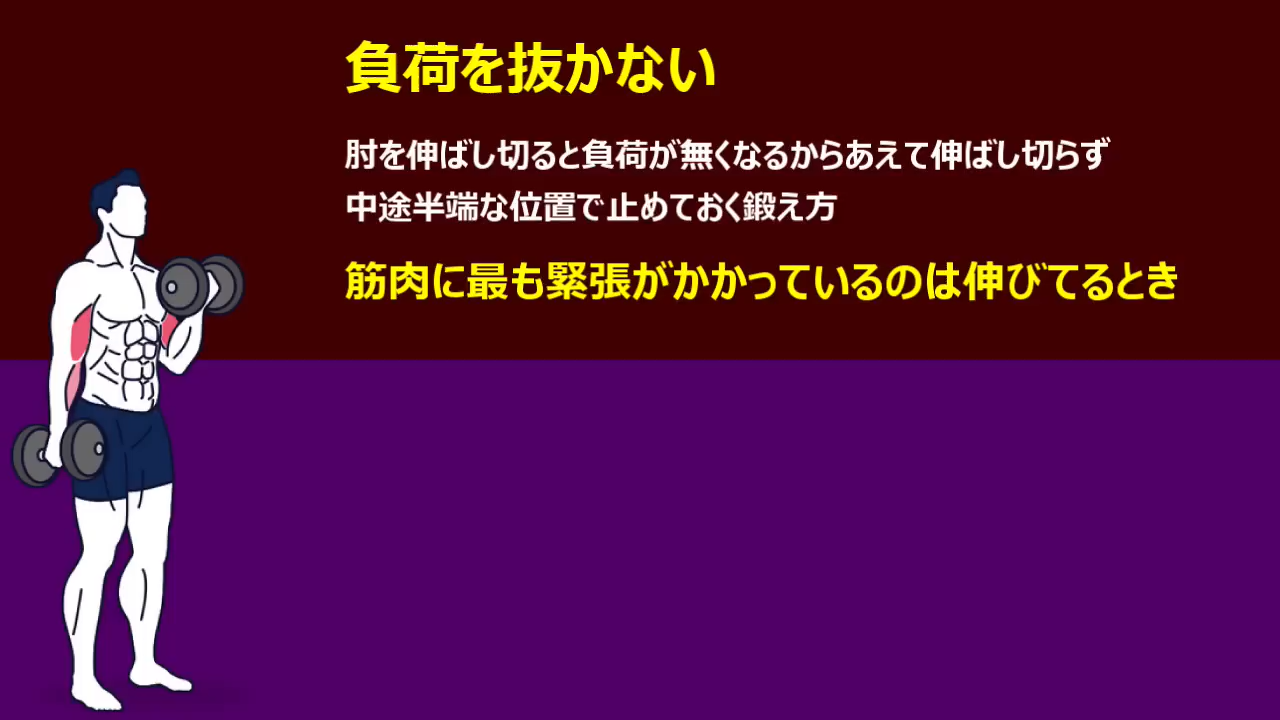 負荷を抜かない
肘を伸ばし切ると負荷が無くなるからあえて伸ばし切らず
中途半端な位置で止めておく鍛え方
筋肉に最も緊張がかかっているのは伸びてるとき